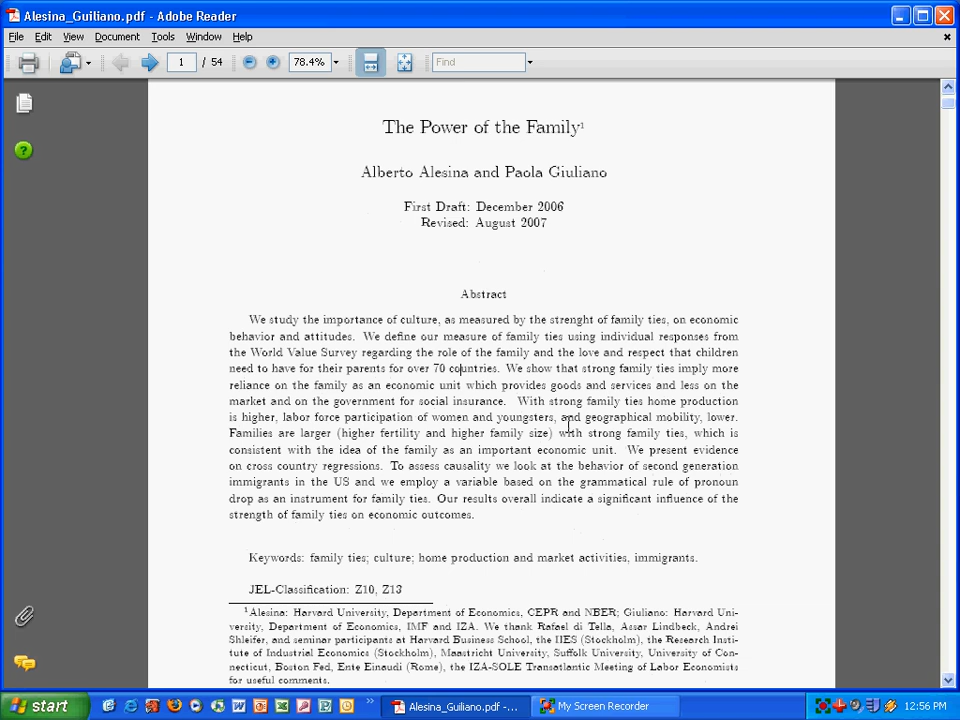 Alesina_Guiliano.pdf - Adobe Reader
File Edit View Document Tools Window Help
1 / 54 78.4% Find
The Power of the Family¹
Alberto Alesina and Paola Giuliano
First Draft: December 2006
Revised: August 2007
Abstract
We study the importance of culture, as measured by the strenght of family ties, on economic
behavior and attitudes. We define our measure of family ties using individual responses from
the World Value Survey regarding the role of the family and the love and respect that children
need to have for their parents for over 70 countries. We show that strong family ties imply more
reliance on the family as an economic unit which provides goods and services and less on the
market and on the government for social insurance. With strong family ties home production
is higher, labor force participation of women and youngsters, and geographical mobility, lower.
Families are larger (higher fertility and higher family size) with strong family ties, which is
consistent with the idea of the family as an important economic unit. We present evidence
on cross country regressions. To assess causality we look at the behavior of second generation
immigrants in the US and we employ a variable based on the grammatical rule of pronoun
drop as an instrument for family ties. Our results overall indicate a significant influence of the
strength of family ties on economic outcomes.
Keywords: family ties; culture; home production and market activities, immigrants.
JEL-Classification: Z10, Z13
¹Alesina: Harvard University, Department of Economics, CEPR and NBER; Giuliano: Harvard Uni-
versity, Department of Economics, IMF and IZA. We thank Rafael di Tella, Assar Lindbeck, Andrei
Shleifer, and seminar participants at Harvard Business School, the IIES (Stockholm), the Research Insti-
tute of Industrial Economics (Stockholm), Maastricht University, Suffolk University, University of Con-
necticut, Boston Fed, Ente Einaudi (Rome), the IZA-SOLE Transatlantic Meeting of Labor Economists
for useful comments.
start Alesina_Guiliano.pdf -... My Screen Recorder 12:56 PM